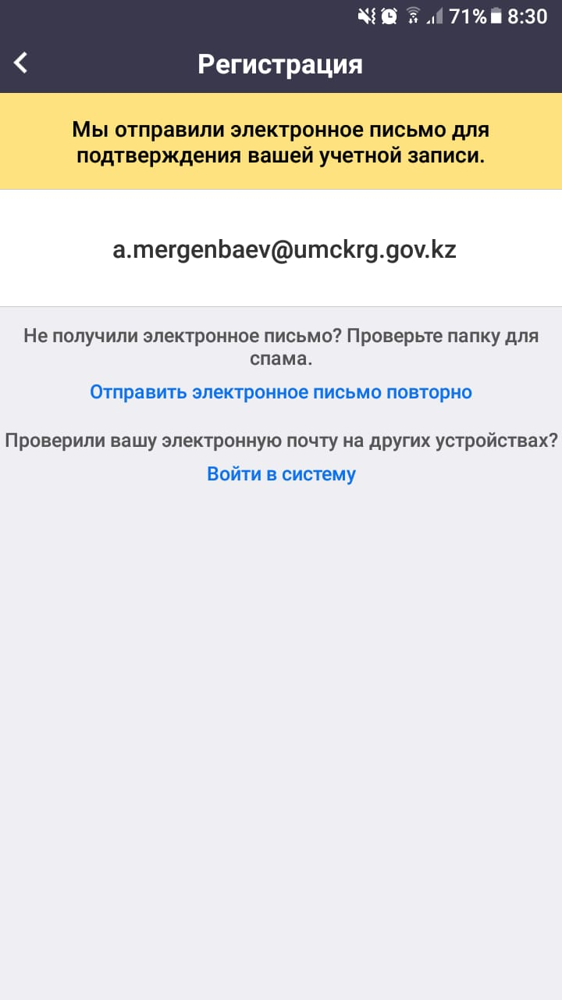 71% 8:30
Регистрация
Мы отправили электронное письмо для
подтверждения вашей учетной записи.
a.mergenbaev@umckrg.gov.kz
Не получили электронное письмо? Проверьте папку для
спама.
Отправить электронное письмо повторно
Проверили вашу электронную почту на других устройствах?
Войти в систему